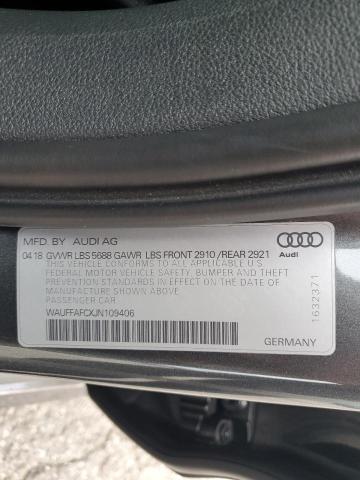 MFD. BY AUDI AG
04 18 GVWR LBS 5688 GAWR LBS FRONT 2910 /REAR 2921
THIS VEHICLE CONFORMS TO ALL APPLICABLE U.S.
FEDERAL MOTOR VEHICLE SAFETY, BUMPER AND THEFT
PREVENTION STANDARDS IN EFFECT ON THE DATE OF
MANUFACTURE SHOWN ABOVE.
PASSENGER CAR
WAUFFAFCXJN109406
Audi
1632371
GERMANY